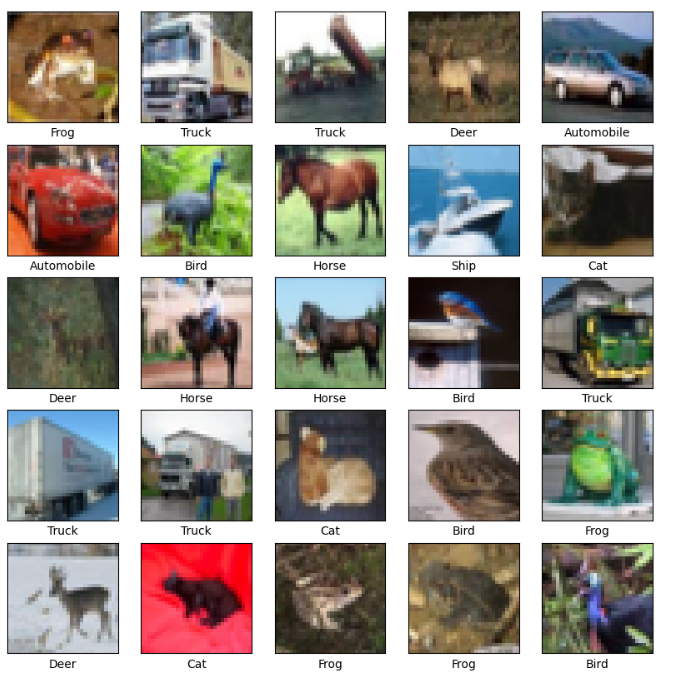 Frog Truck Truck Deer Automobile
Automobile Bird Horse Ship Cat
Deer Horse Horse Bird Truck
Truck Truck Cat Bird Frog
Deer Cat Frog Frog Bird